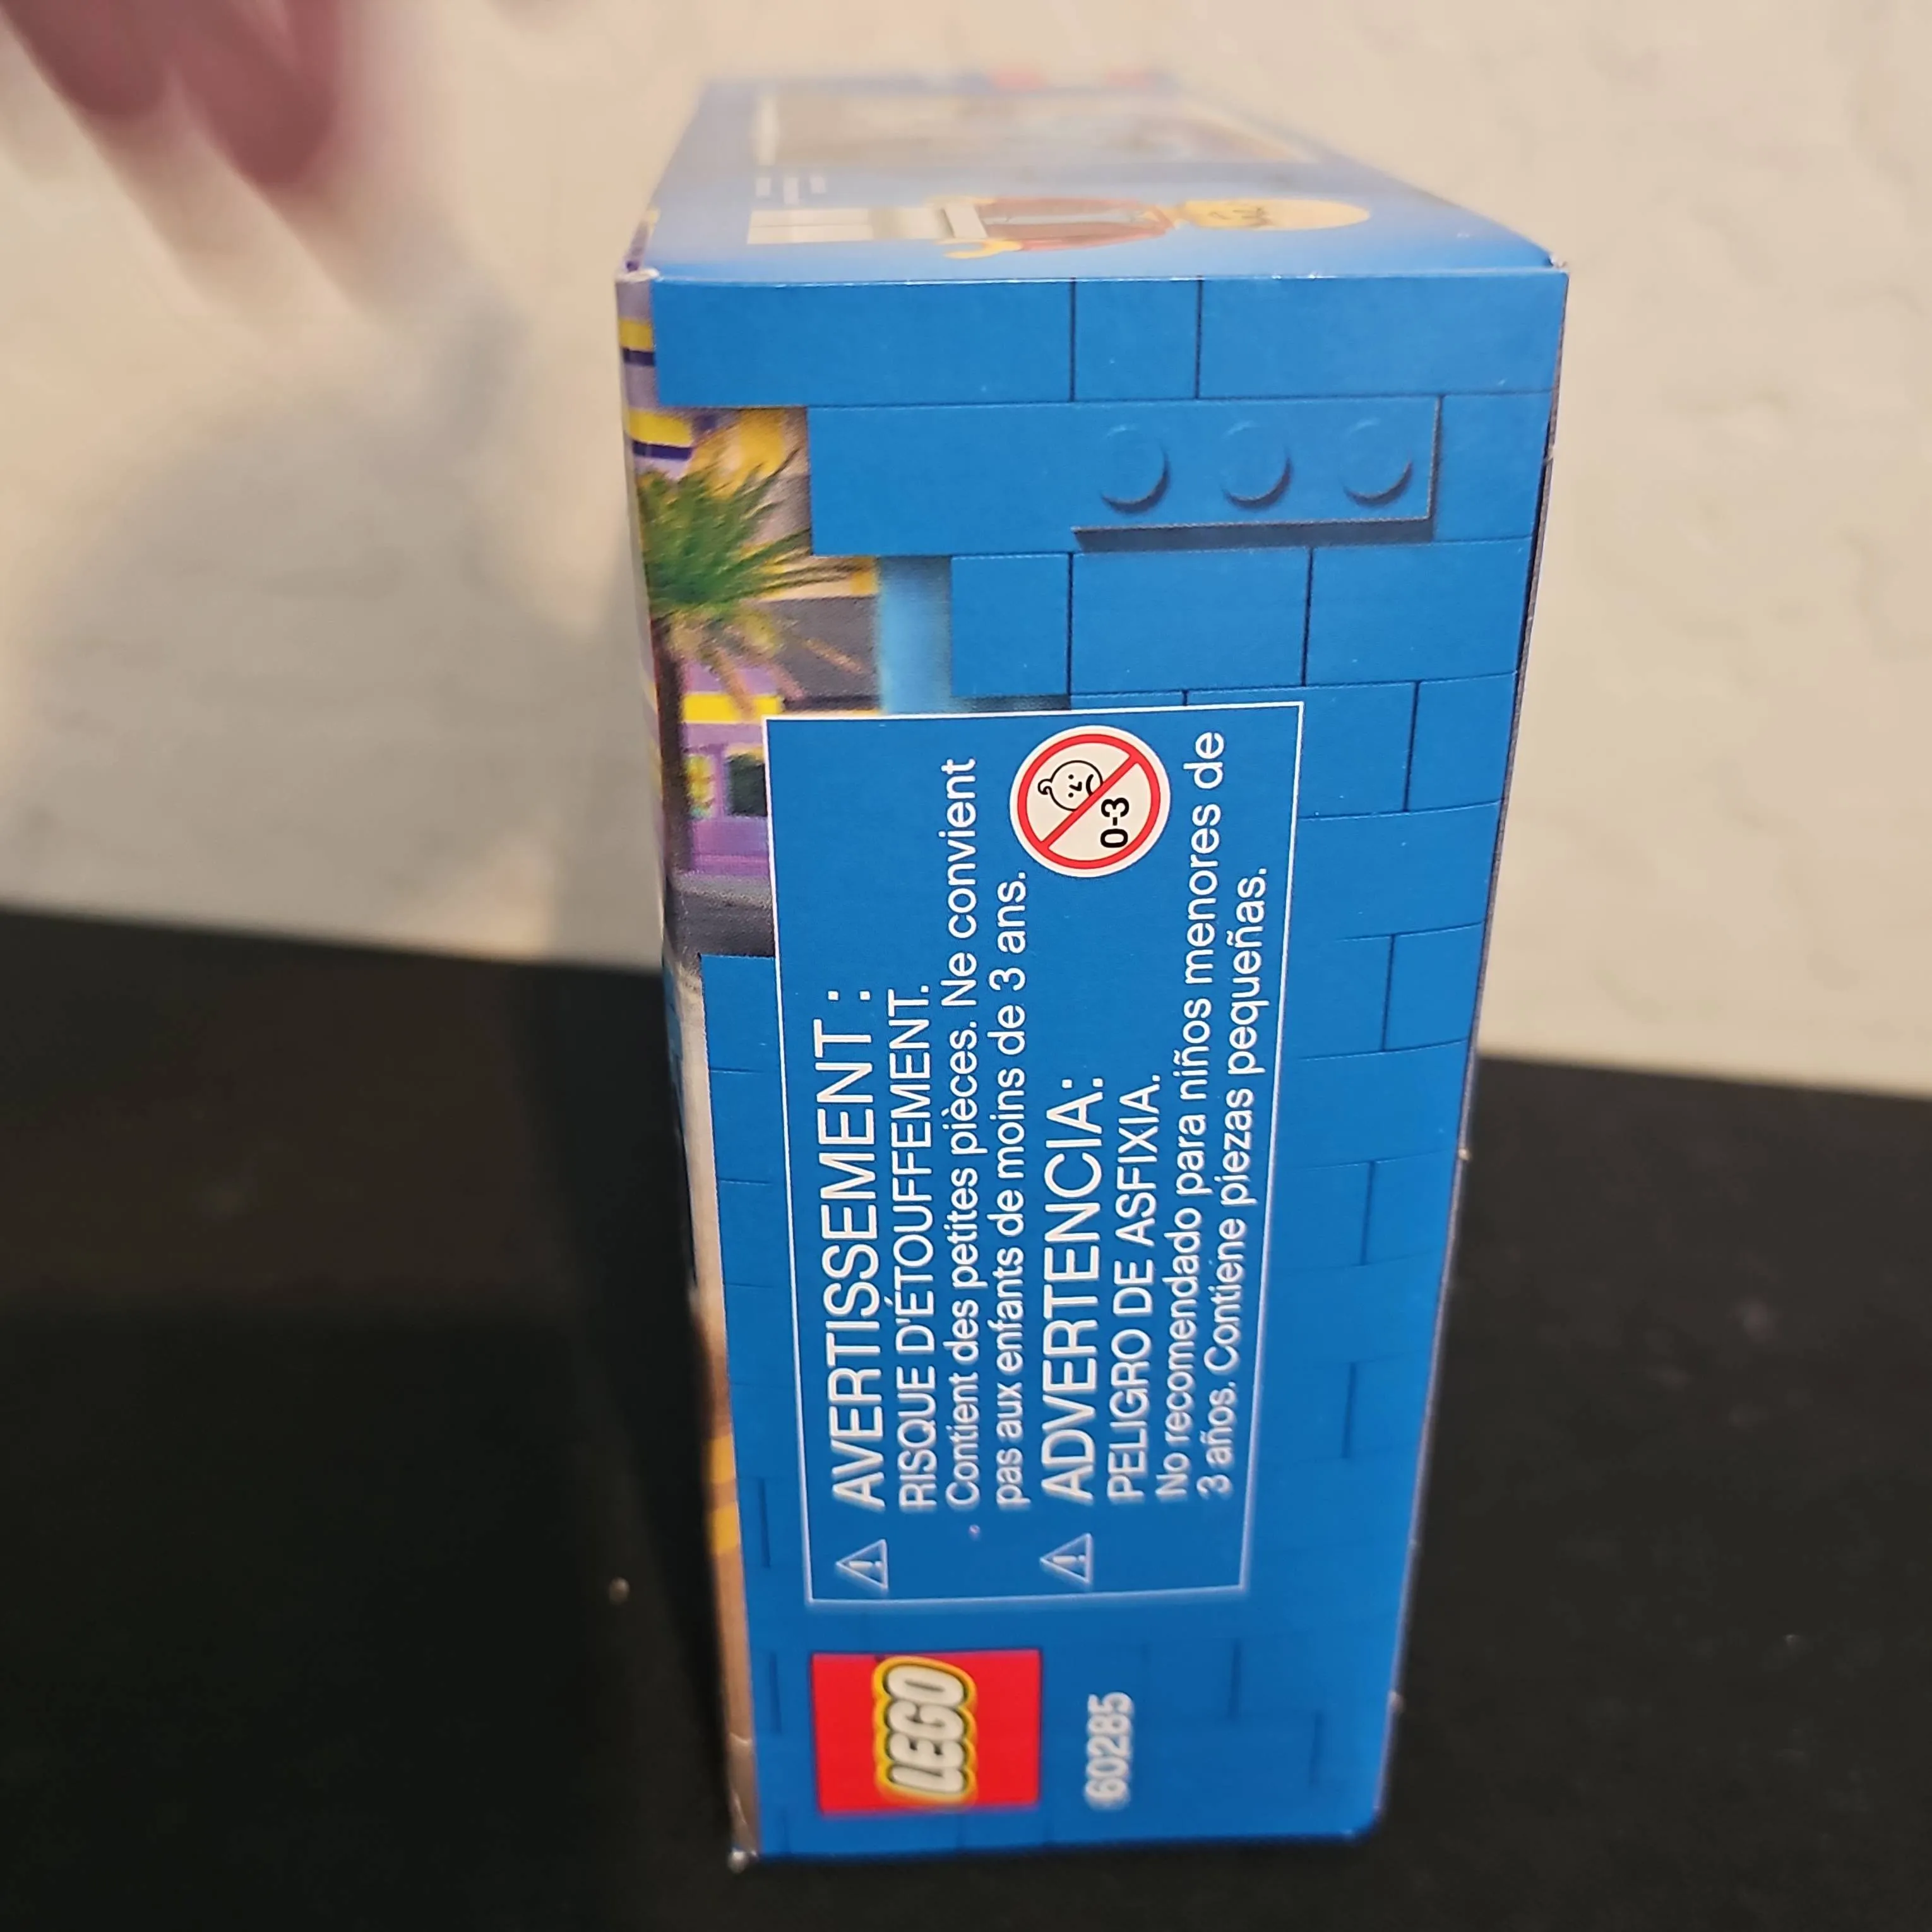 AVERTISSEMENT :
RISQUE D'ÉTOUFFEMENT.
Contient des petites pièces. Ne convient
pas aux enfants de moins de 3 ans.
0-3
ADVERTENCIA:
PELIGRO DE ASFIXIA.
No recomendado para niños menores de
3 años. Contiene piezas pequeñas.
LEGO
60285